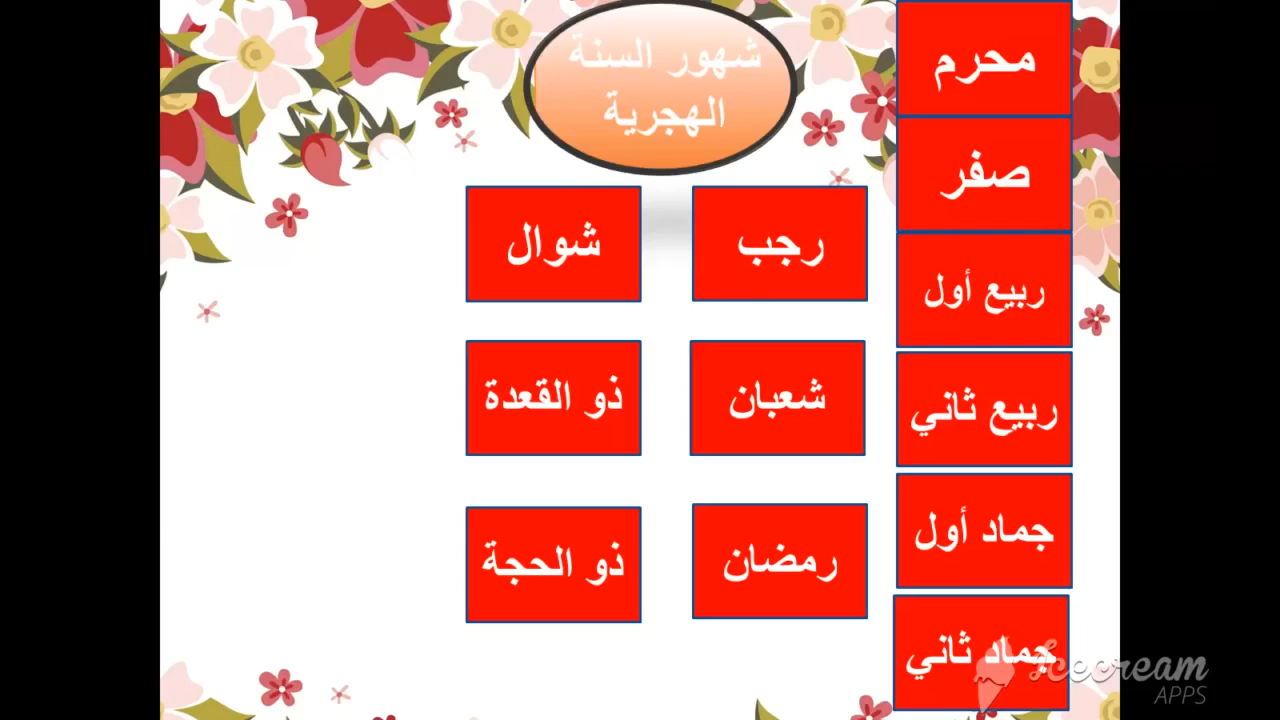 شهور السنة
الهجرية
محرم
صفر
ربيع أول
ربيع ثاني
جماد أول
جماد ثاني
رجب
شعبان
رمضان
شوال
ذو القعدة
ذو الحجة
Icecream
APPS